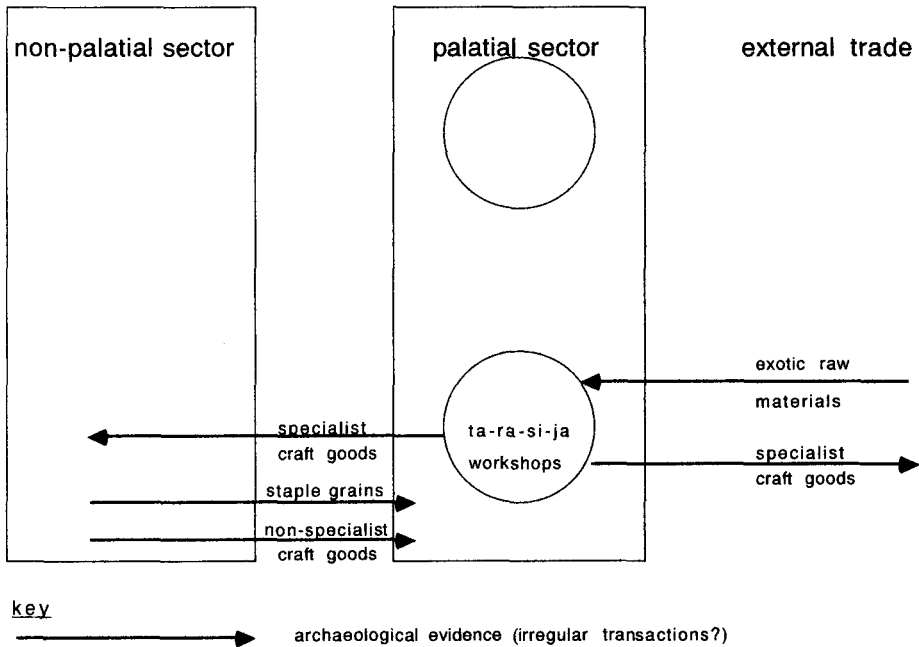 non-palatial sector
palatial sector
external trade
exotic raw
materials
specialist
craft goods
ta-ra-si-ja
workshops
specialist
craft goods
staple grains
non-specialist
craft goods
key
archaeological evidence (irregular transactions?)